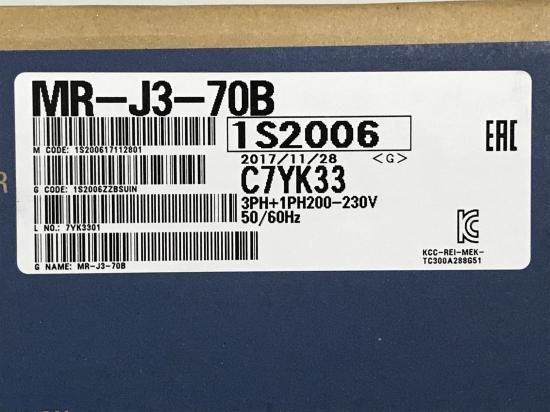 MR-J3-70B
1S2006
M CODE: 1S200617112801
2017/11/28 <G>
EAC
C7YK33
G CODE: 1S2006ZZBSUIN
3PH+1PH200-230V
50/60Hz
L NO.: 7YK3301
KC
KCC-REI-MEK-
TC300A288G51
G NAME: MR-J3-70B
R